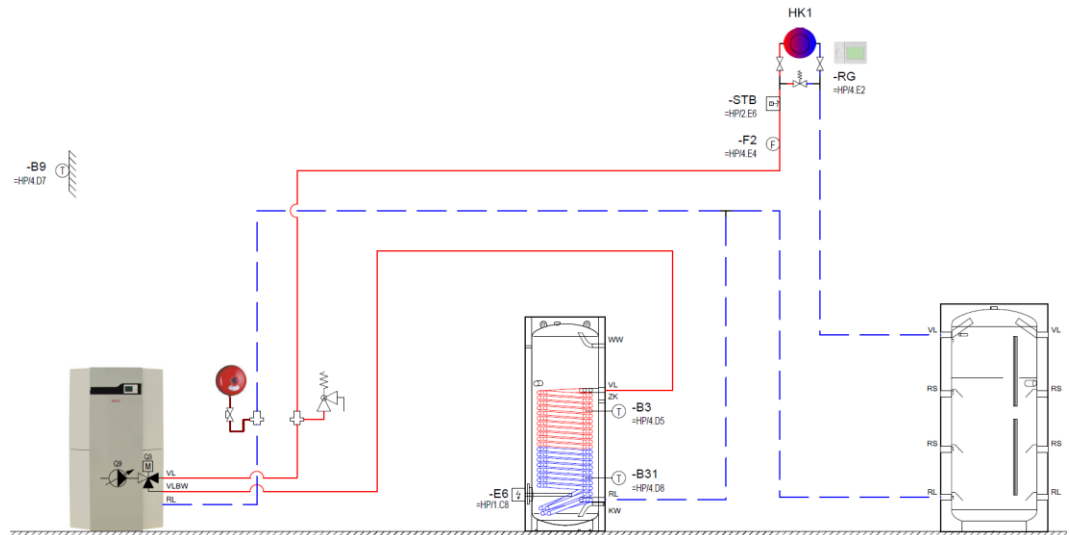 HK1
-RG
=HP/4.E2
-STB
=HP/2.E6
-F2
F
=HP/4.E4
-B9
T
=HP/4.D7
WW
VL
ZK
-B3
T
=HP/4.D5
-B31
T
=HP/4.D8
-E6
=HP/1.C8
RL
KW
Q9
Q3
M
VL
VLBW
RL
VL
VL
RS
RS
RS
RS
RL
RL